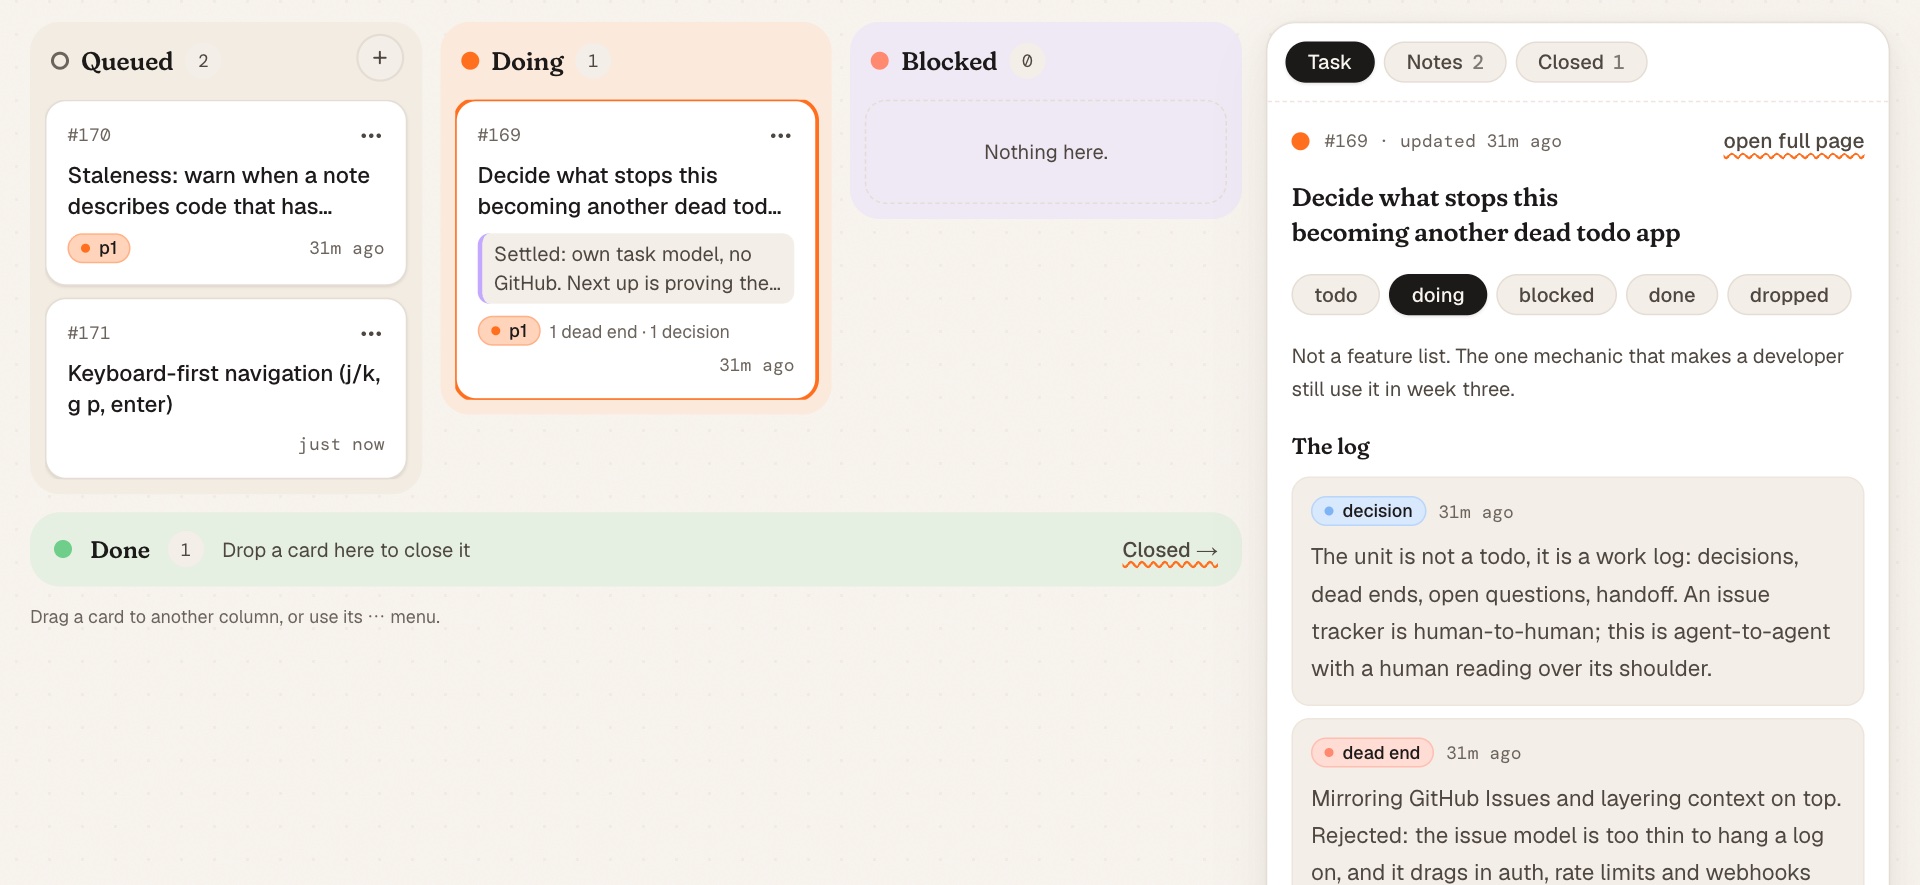 Queued 2 +
#170 •••
Staleness: warn when a note
describes code that has…
p1 31m ago
#171 •••
Keyboard-first navigation (j/k,
g p, enter)
just now
Doing 1
#169 •••
Decide what stops this
becoming another dead tod…
Settled: own task model, no
GitHub. Next up is proving the…
p1 1 dead end · 1 decision
31m ago
Blocked 0
Nothing here.
Done 1 Drop a card here to close it Closed →
Drag a card to another column, or use its ··· menu.
Task Notes 2 Closed 1
#169 · updated 31m ago open full page
Decide what stops this
becoming another dead todo app
todo doing blocked done dropped
Not a feature list. The one mechanic that makes a developer
still use it in week three.
The log
decision 31m ago
The unit is not a todo, it is a work log: decisions,
dead ends, open questions, handoff. An issue
tracker is human-to-human; this is agent-to-agent
with a human reading over its shoulder.
dead end 31m ago
Mirroring GitHub Issues and layering context on top.
Rejected: the issue model is too thin to hang a log
on, and it drags in auth, rate limits and webhooks